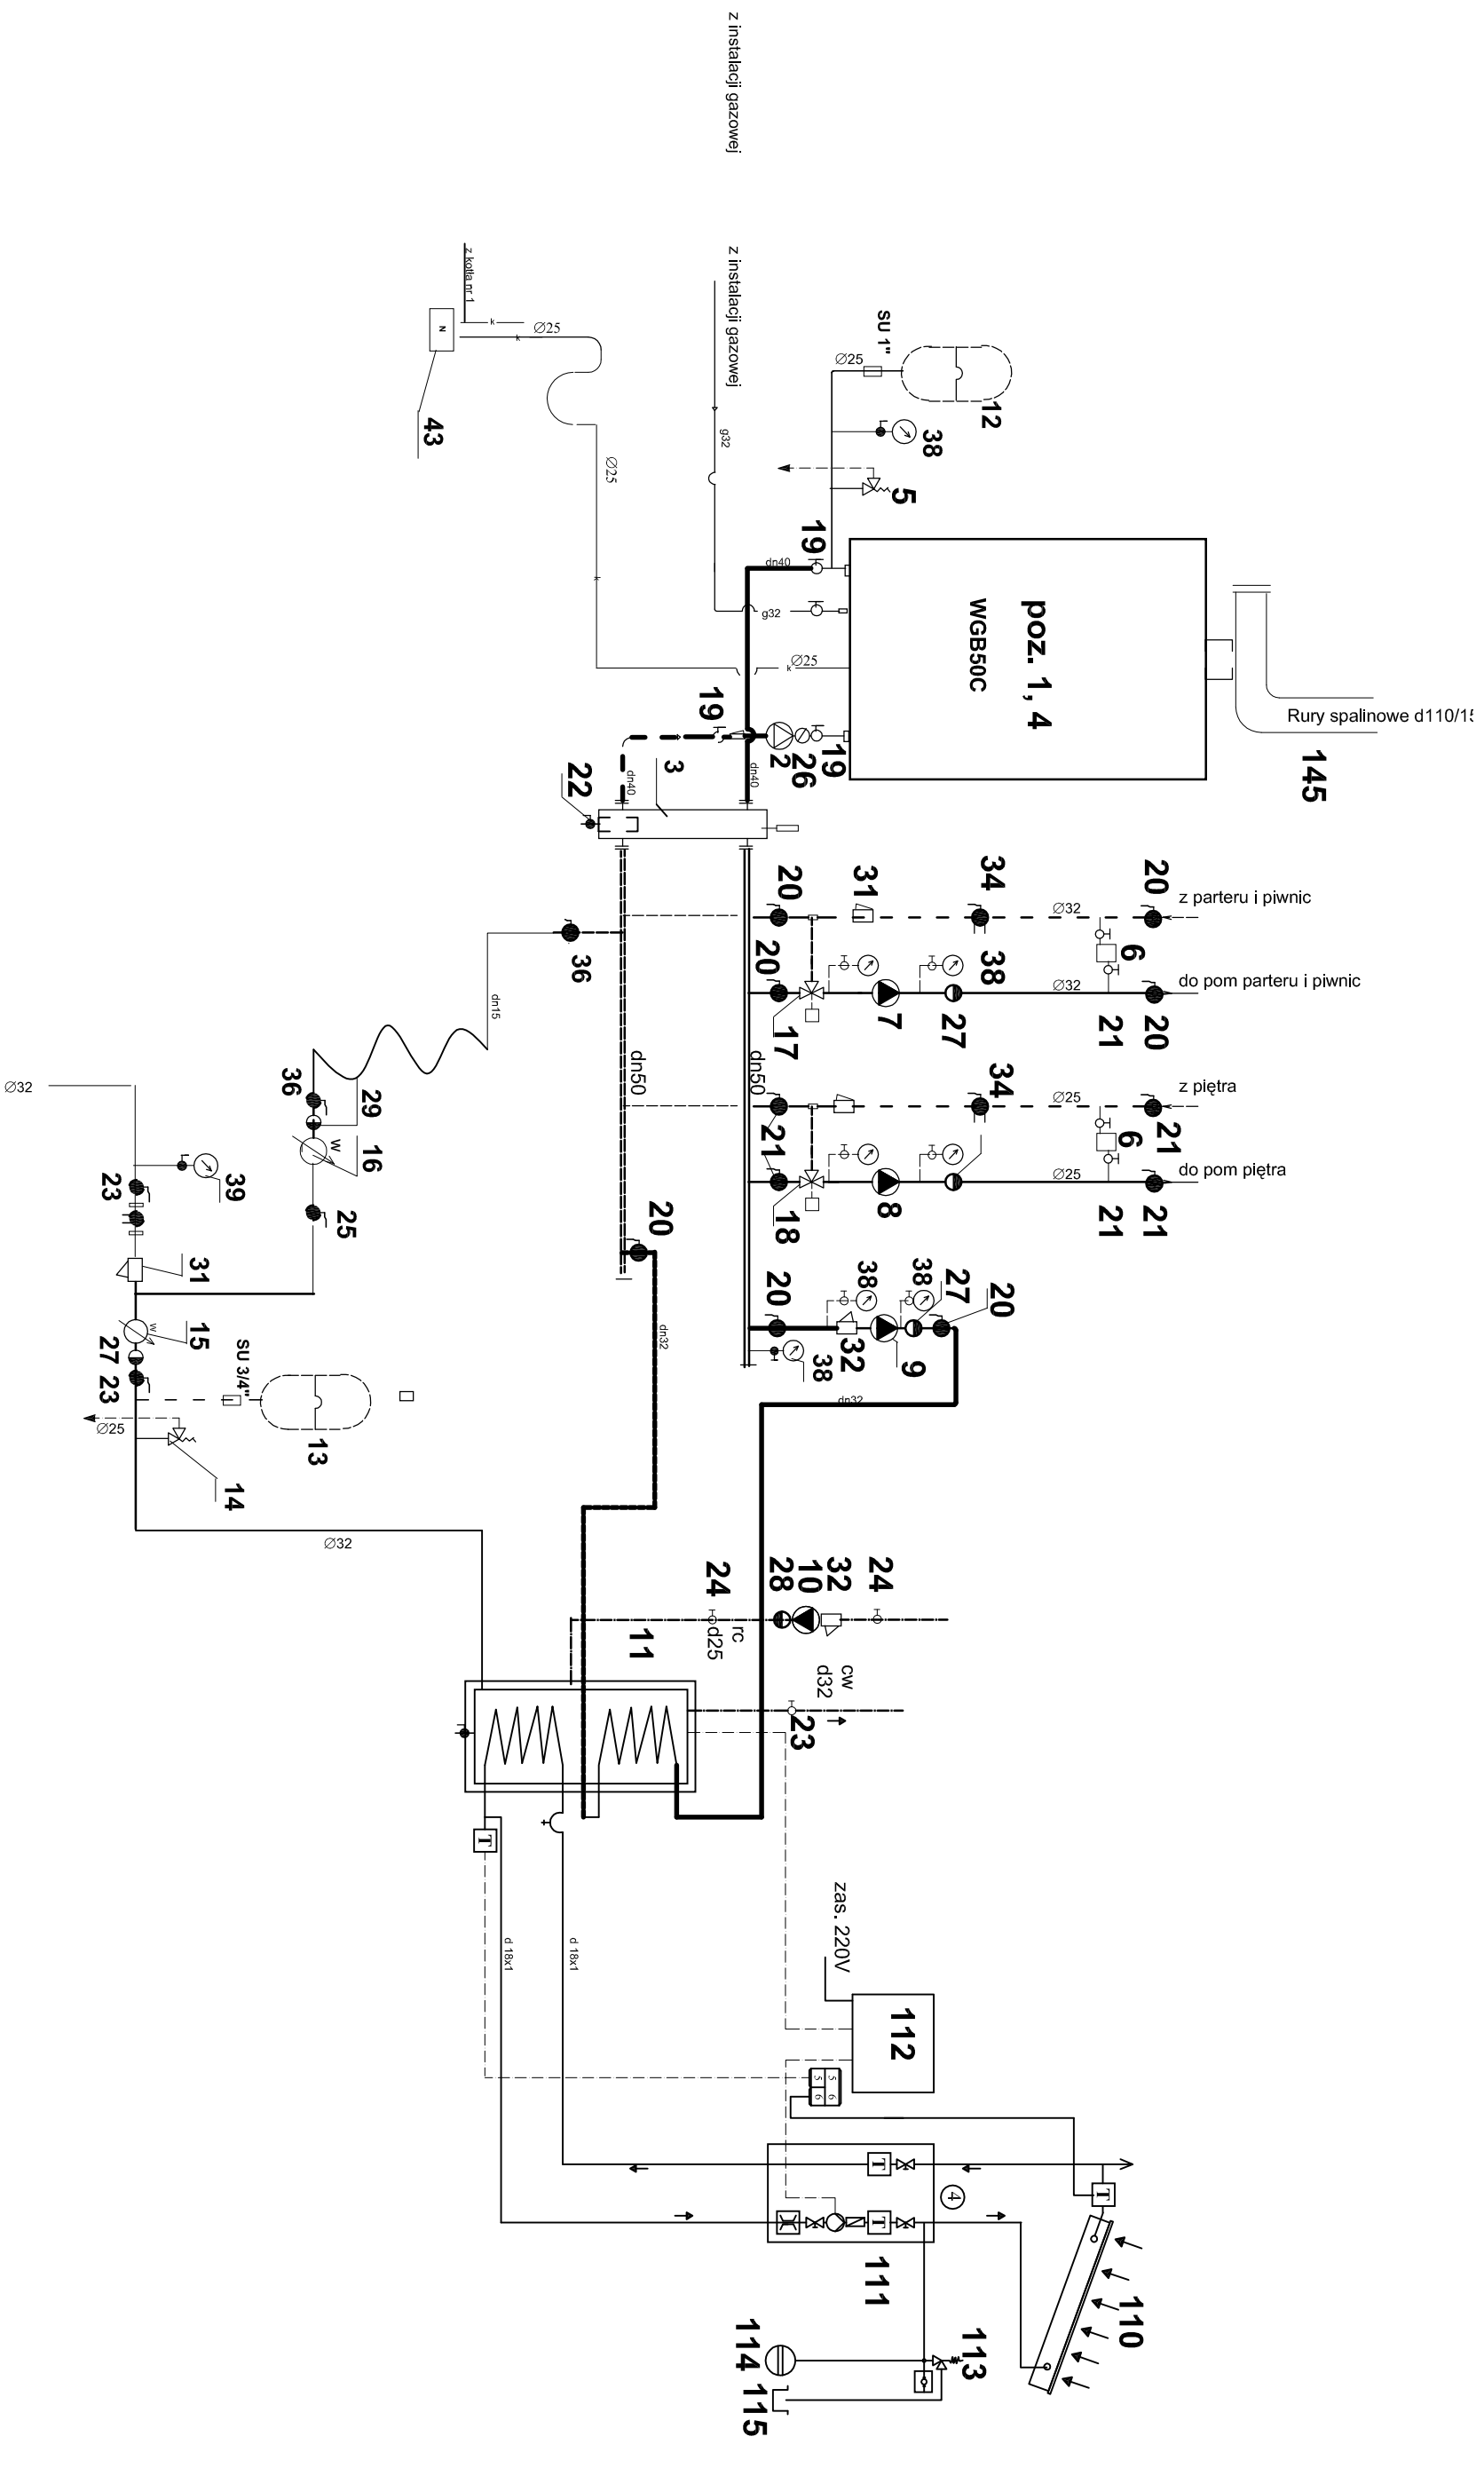 z instalacji gazowej
z instalacji gazowej
z kotła nr 1
k
Ø25
k
N
43
Ø25
k
g32
SU 1"
Ø25
12
38
5
19
dn40
g32
k
Ø25
poz. 1, 4
WGB50C
Rury spalinowe d110/15
145
19
2
26
19
dn40
dn40
3
22
20
31
34
Ø32
20
z parteru i piwnic
6
20
17
7
38
27
Ø32
21
20
do pom parteru i piwnic
36
dn15
dn50
dn50
34
Ø25
21
z piętra
6
21
18
8
Ø25
21
21
do pom piętra
36
29
W
16
25
Ø32
39
23
31
W
15
27
23
SU 3/4"
13
Ø25
14
Ø32
20
dn32
20
38
32
38
9
27
20
38
dn32
24
28
10
32
24
rc
d25
11
cw
d32
23
T
d 18x1
d 18x1
zas. 220V
112
5 6
5 6
T
T
4
T
111
110
113
114
115